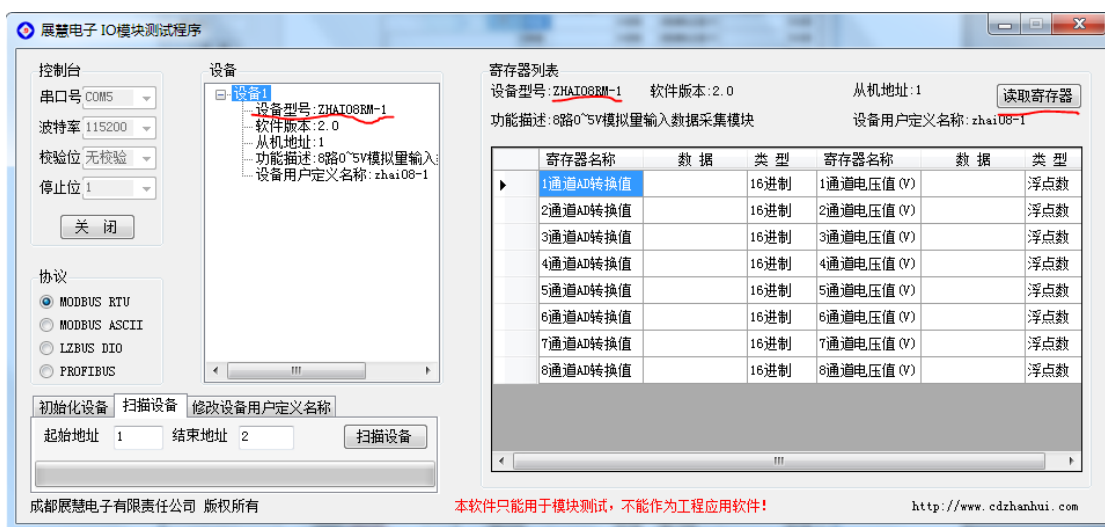 展慧电子 IO模块测试程序
控制台
串口号 COM5
波特率 115200
校验位 无校验
停止位 1
关 闭
协议
MODBUS RTU
MODBUS ASCII
LZBUS DIO
PROFIBUS
设备
设备1
设备型号:ZHAI08RM-1
软件版本:2.0
从机地址:1
功能描述:8路0~5V模拟量输入
设备用户定义名称:zhai08-1
初始化设备 扫描设备 修改设备用户定义名称
起始地址 1 结束地址 2 扫描设备
寄存器列表
设备型号:ZHAI08RM-1 软件版本:2.0 从机地址:1 读取寄存器
功能描述:8路0~5V模拟量输入数据采集模块 设备用户定义名称:zhai08-1
寄存器名称 数 据 类 型 寄存器名称 数 据 类 型
1通道AD转换值 16进制 1通道电压值(V) 浮点数
2通道AD转换值 16进制 2通道电压值(V) 浮点数
3通道AD转换值 16进制 3通道电压值(V) 浮点数
4通道AD转换值 16进制 4通道电压值(V) 浮点数
5通道AD转换值 16进制 5通道电压值(V) 浮点数
6通道AD转换值 16进制 6通道电压值(V) 浮点数
7通道AD转换值 16进制 7通道电压值(V) 浮点数
8通道AD转换值 16进制 8通道电压值(V) 浮点数
成都展慧电子有限责任公司 版权所有 本软件只能用于模块测试，不能作为工程应用软件！ http://www.cdzhanhui.com